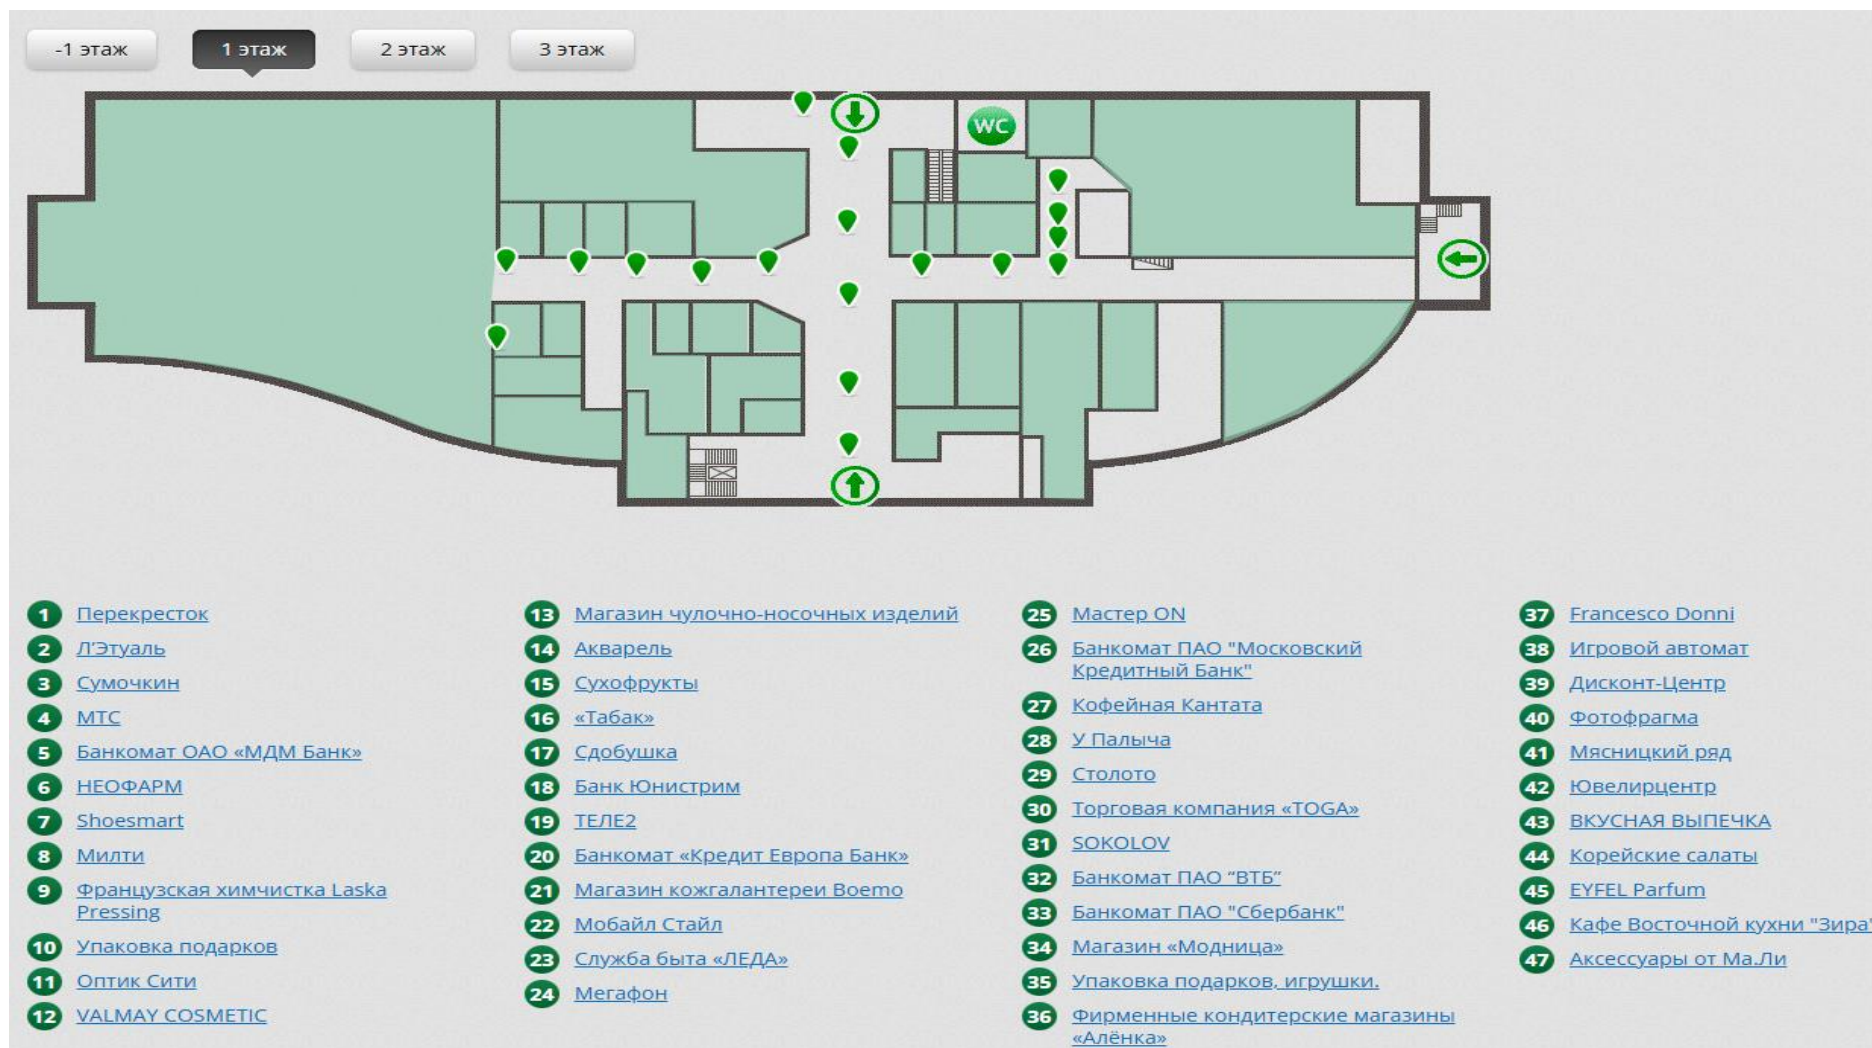 -1 этаж
1 этаж
2 этаж
3 этаж
WC
1 Перекресток
2 Л'Этуаль
3 Сумочкин
4 МТС
5 Банкомат ОАО «МДМ Банк»
6 НЕОФАРМ
7 Shoesmart
8 Милти
9 Французская химчистка Laska
Pressing
10 Упаковка подарков
11 Оптик Сити
12 VALMAY COSMETIC
13 Магазин чулочно-носочных изделий
14 Акварель
15 Сухофрукты
16 «Табак»
17 Сдобушка
18 Банк Юнистрим
19 ТЕЛЕ2
20 Банкомат «Кредит Европа Банк»
21 Магазин кожгалантереи Boemo
22 Мобайл Стайл
23 Служба быта «ЛЕДА»
24 Мегафон
25 Мастер ON
26 Банкомат ПАО "Московский
Кредитный Банк"
27 Кофейная Кантата
28 У Палыча
29 Столото
30 Торговая компания «TOGA»
31 SOKOLOV
32 Банкомат ПАО “ВТБ”
33 Банкомат ПАО "Сбербанк"
34 Магазин «Модница»
35 Упаковка подарков, игрушки.
36 Фирменные кондитерские магазины
«Алёнка»
37 Francesco Donni
38 Игровой автомат
39 Дисконт-Центр
40 Фотофрагма
41 Мясницкий ряд
42 Ювелирцентр
43 ВКУСНАЯ ВЫПЕЧКА
44 Корейские салаты
45 EYFEL Parfum
46 Кафе Восточной кухни "Зира"
47 Аксессуары от Ма.Ли